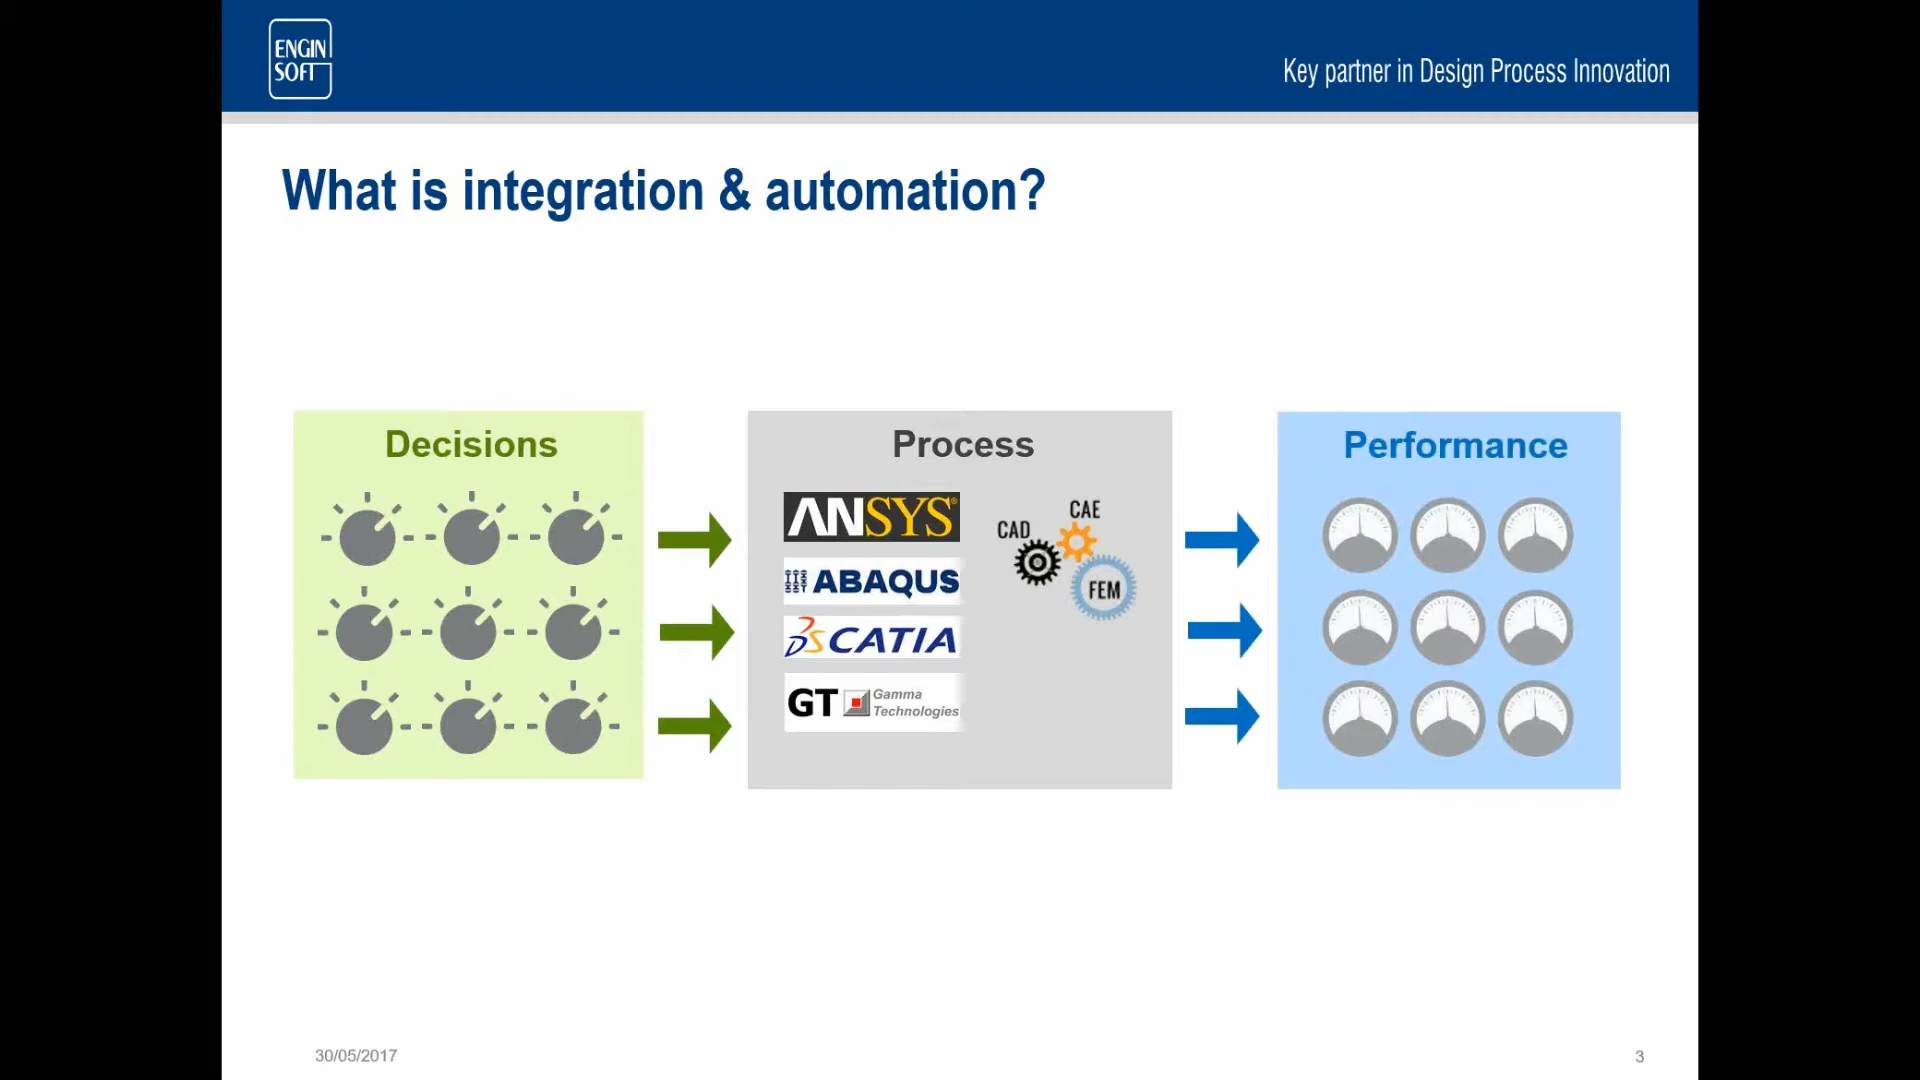 ENGIN
SOFT
Key partner in Design Process Innovation
What is integration & automation?
Decisions
Process
Performance
ANSYS®
ABAQUS
CATIA
GT Gamma
Technologies
CAD
CAE
FEM
30/05/2017
3